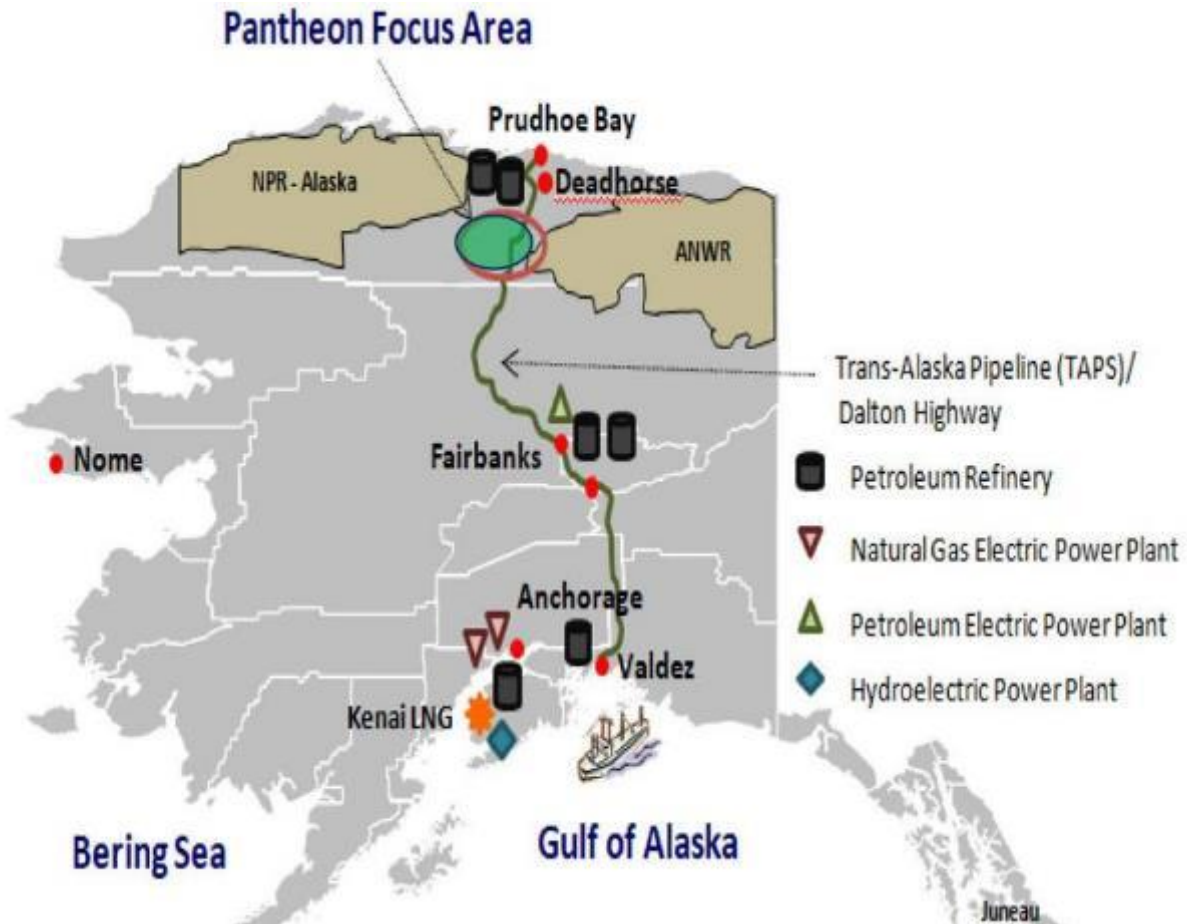 Pantheon Focus Area
Prudhoe Bay
NPR - Alaska
Deadhorse
ANWR
Trans-Alaska Pipeline (TAPS)/
Dalton Highway
Nome
Fairbanks
Petroleum Refinery
Natural Gas Electric Power Plant
Anchorage
Petroleum Electric Power Plant
Valdez
Hydroelectric Power Plant
Kenai LNG
Bering Sea
Gulf of Alaska
Juneau